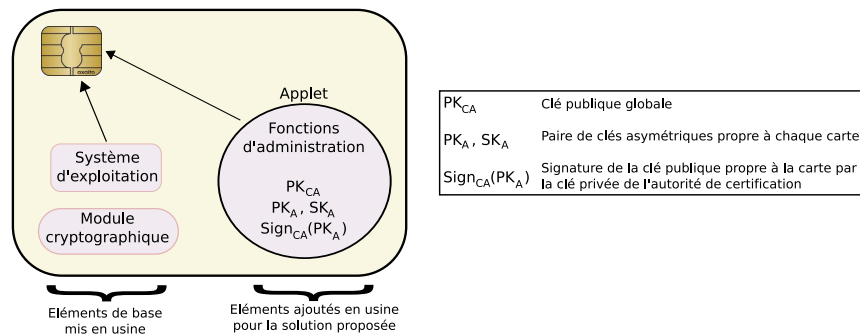 axalto
Applet
Fonctions
d'administration
PK_CA
PK_A , SK_A
Sign_CA(PK_A)
Système
d'exploitation
Module
cryptographique
Eléments de base
mis en usine
Eléments ajoutés en usine
pour la solution proposée
PK_CA Clé publique globale
PK_A , SK_A Paire de clés asymétriques propre à chaque carte
Sign_CA(PK_A) Signature de la clé publique propre à la carte par
la clé privée de l'autorité de certification